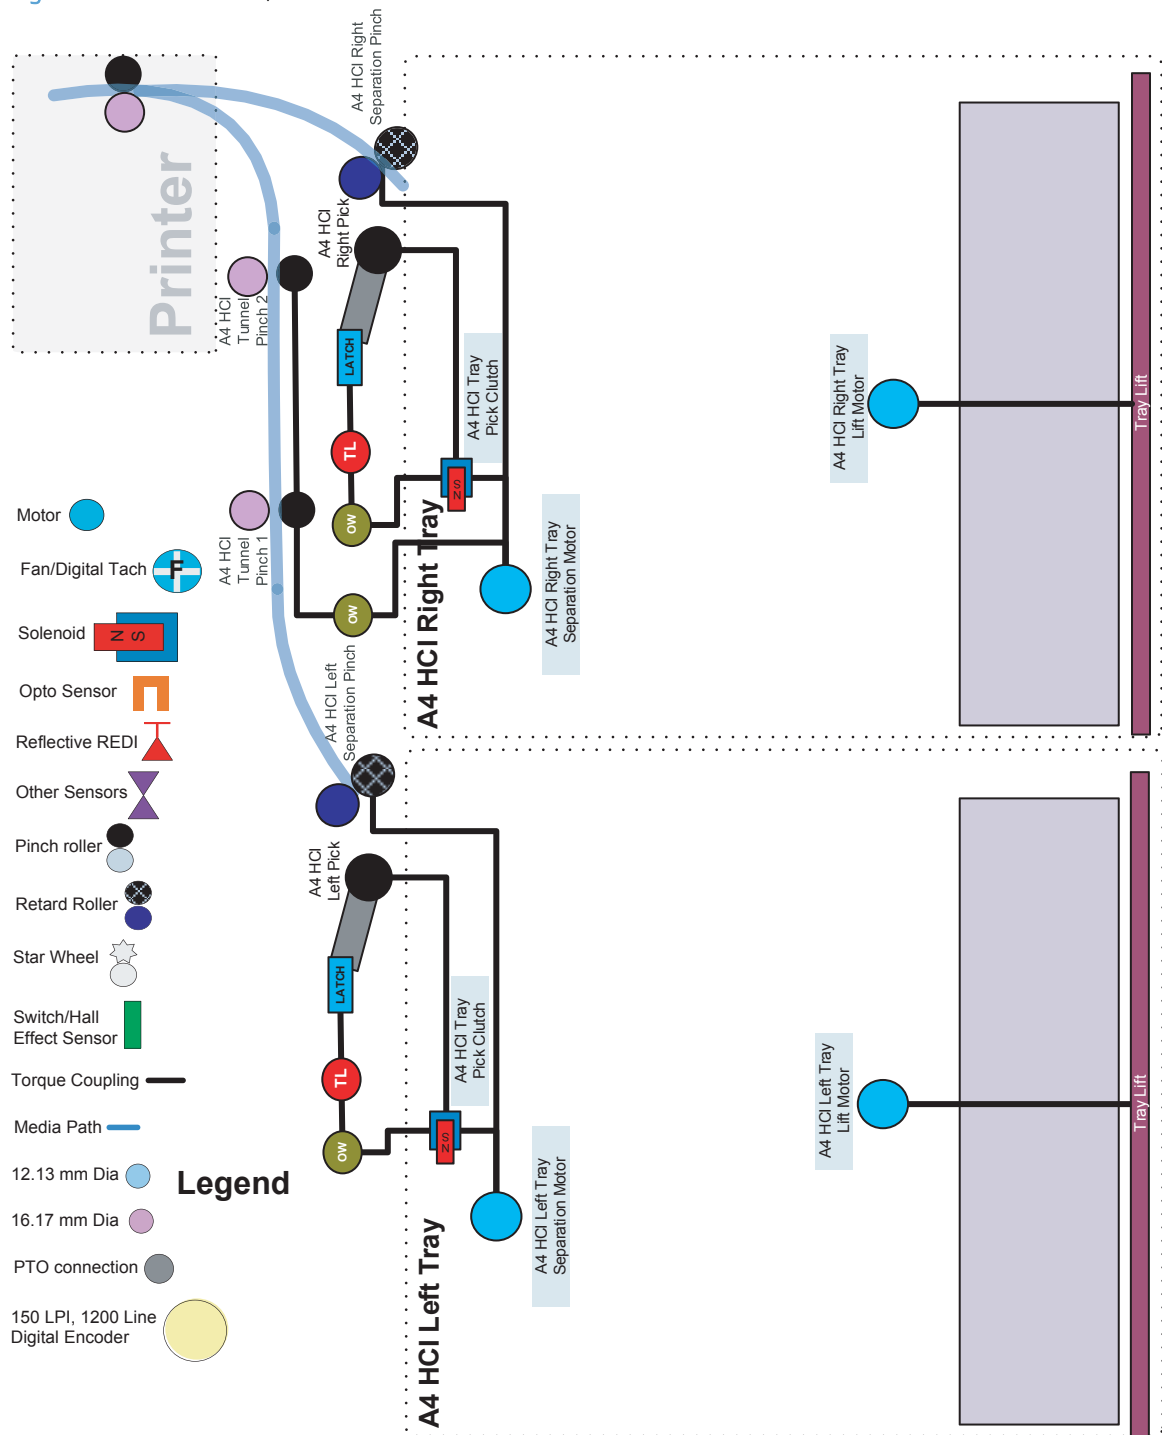 Printer
A4 HCI Right
Separation Pinch
A4 HCI
Right Pick
A4 HCI
Tunnel
Pinch 2
LATCH
TL
OW
A4 HCI Tray
Pick Clutch
S N
A4 HCI
Tunnel
Pinch 1
OW
A4 HCI Right Tray
A4 HCI Right Tray
Separation Motor
A4 HCI Right Tray
Lift Motor
Tray Lift
A4 HCI Left
Separation Pinch
A4 HCI
Left Pick
LATCH
TL
OW
A4 HCI Tray
Pick Clutch
S N
A4 HCI Left Tray
A4 HCI Left Tray
Separation Motor
A4 HCI Left Tray
Lift Motor
Tray Lift
Motor
Fan/Digital Tach
F
Solenoid
N S
Opto Sensor
Reflective REDI
Other Sensors
Pinch roller
Retard Roller
Star Wheel
Switch/Hall
Effect Sensor
Torque Coupling
Media Path
12.13 mm Dia
Legend
16.17 mm Dia
PTO connection
150 LPI, 1200 Line
Digital Encoder